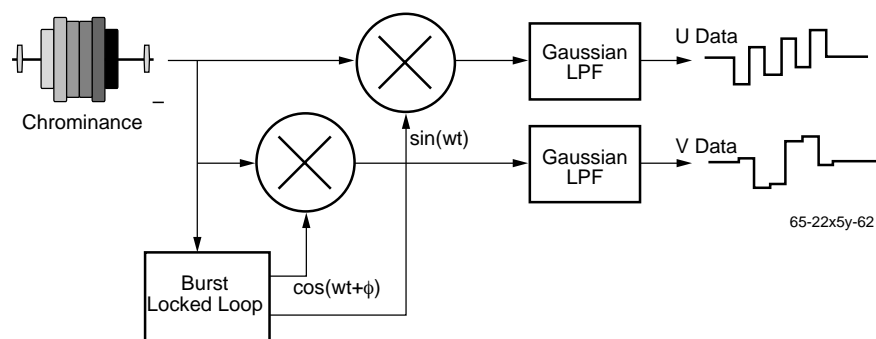 U Data
Gaussian
LPF
Chrominance
sin(wt)
V Data
Gaussian
LPF
65-22x5y-62
Burst
Locked Loop
cos(wt+ϕ)